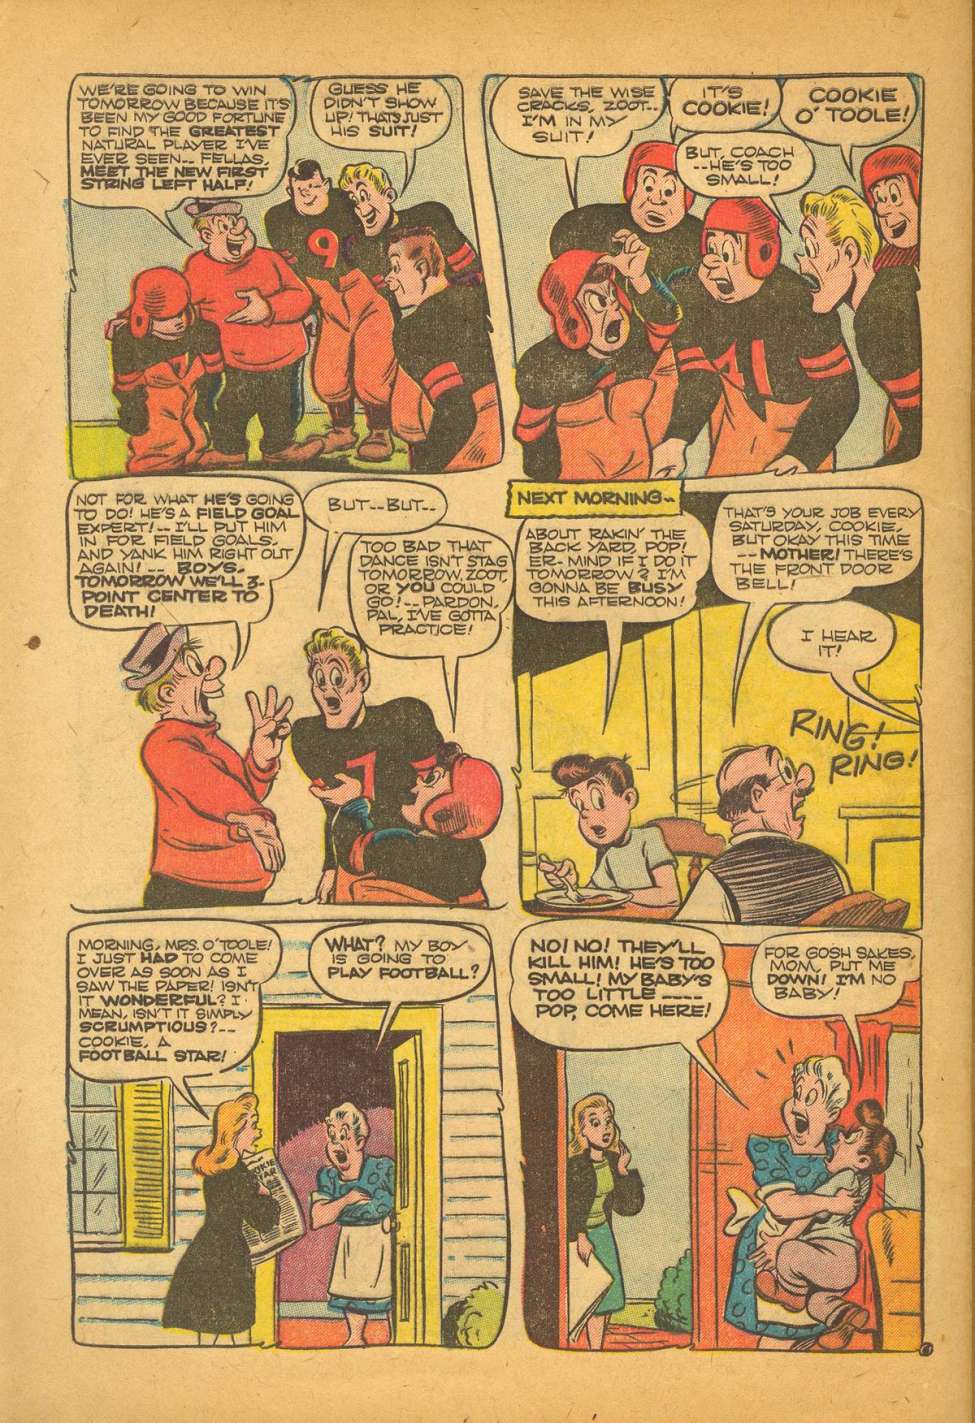 WE'RE GOING TO WIN
TOMORROW BECAUSE IT'S
BEEN MY GOOD FORTUNE
TO FIND THE GREATEST
NATURAL PLAYER I'VE
EVER SEEN-- FELLAS,
MEET THE NEW FIRST
STRING LEFT HALF!
GUESS HE
DIDN'T SHOW
UP! THAT'S JUST
HIS SUIT!
9
SAVE THE WISE
CRACKS, ZOOT--
I'M IN MY
SUIT!
IT'S
COOKIE!
BUT, COACH
--HE'S TOO
SMALL!
COOKIE
O'TOOLE!
NOT FOR WHAT HE'S GOING
TO DO! HE'S A FIELD GOAL
EXPERT!-- I'LL PUT HIM
IN FOR FIELD GOALS,
AND YANK HIM RIGHT OUT
AGAIN!-- BOYS,
TOMORROW WE'LL 3-
POINT CENTER TO
DEATH!
BUT--BUT--
TOO BAD THAT
DANCE ISN'T STAG
TOMORROW, ZOOT,
OR YOU COULD
GO!-- PARDON,
PAL, I'VE GOTTA
PRACTICE!
7
NEXT MORNING--
ABOUT RAKIN' THE
BACK YARD, POP!
ER-MIND IF I DO IT
TOMORROW? I'M
GONNA BE BUSY
THIS AFTERNOON!
THAT'S YOUR JOB EVERY
SATURDAY, COOKIE,
BUT OKAY THIS TIME
--MOTHER! THERE'S
THE FRONT DOOR
BELL!
I HEAR
IT!
RING!
RING!
MORNING, MRS. O'TOOLE!
I JUST HAD TO COME
OVER AS SOON AS I
SAW THE PAPER! ISN'T
IT WONDERFUL? I
MEAN, ISN'T IT SIMPLY
SCRUMPTIOUS?--
COOKIE, A
FOOTBALL STAR!
WHAT? MY BOY
IS GOING TO
PLAY FOOTBALL?
NO! NO! THEY'LL
KILL HIM! HE'S TOO
SMALL! MY BABY'S
TOO LITTLE ----
POP, COME HERE!
FOR GOSH SAKES,
MOM, PUT ME
DOWN! I'M NO
BABY!